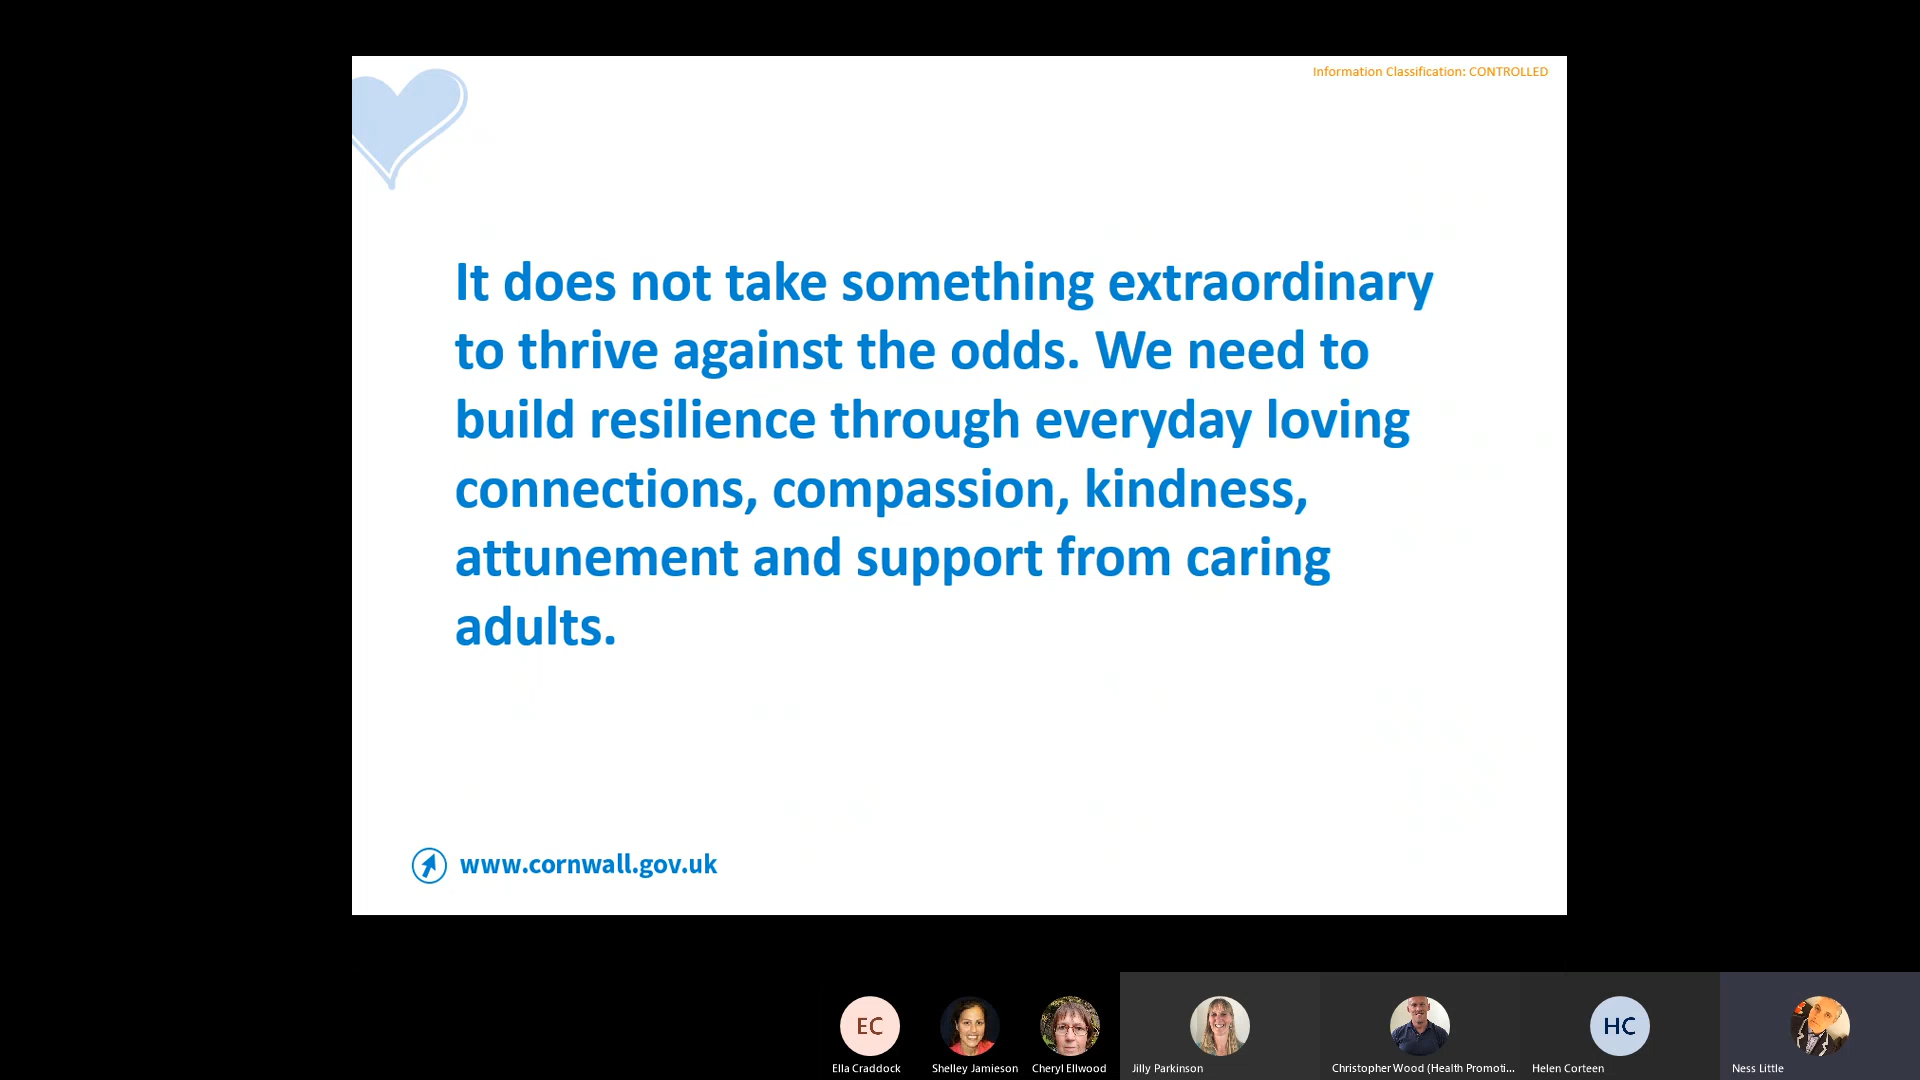 Information Classification: CONTROLLED
It does not take something extraordinary
to thrive against the odds. We need to
build resilience through everyday loving
connections, compassion, kindness,
attunement and support from caring
adults.
www.cornwall.gov.uk
EC
HC
Ella Craddock
Shelley Jamieson
Cheryl Ellwood
Jilly Parkinson
Christopher Wood (Health Promoti...
Helen Corteen
Ness Little